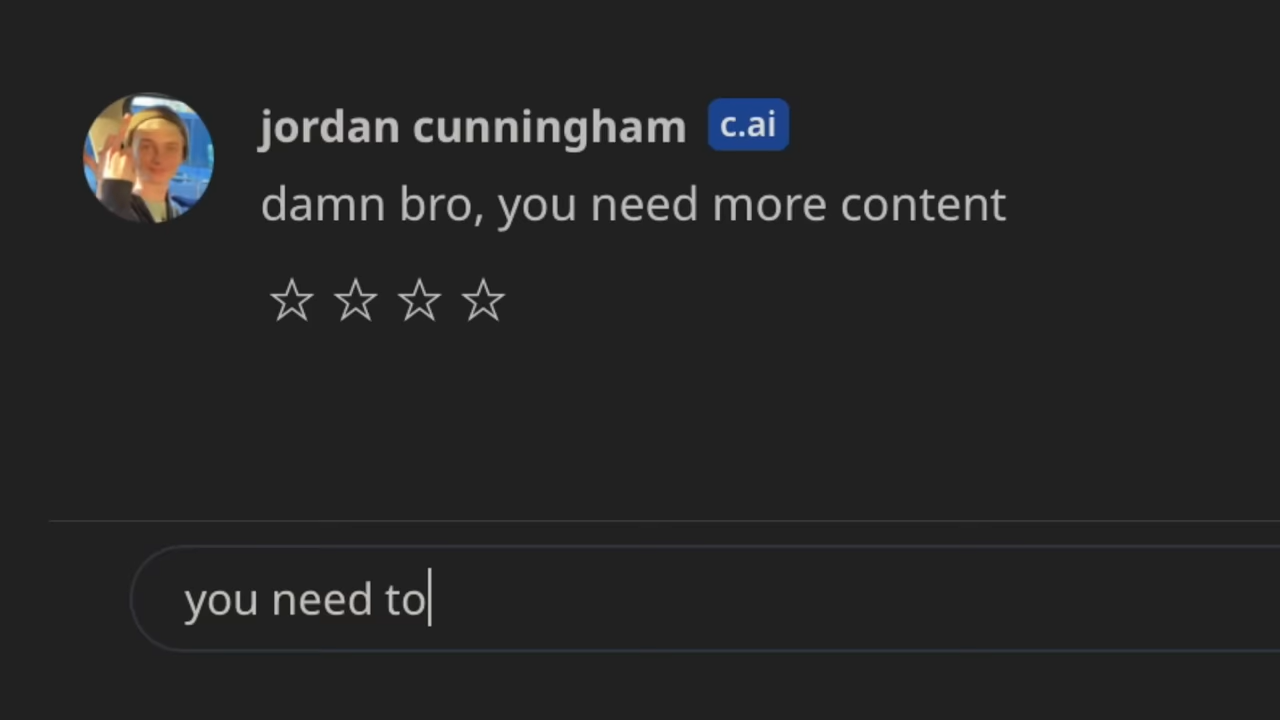 jordan cunningham c.ai
damn bro, you need more content
you need to